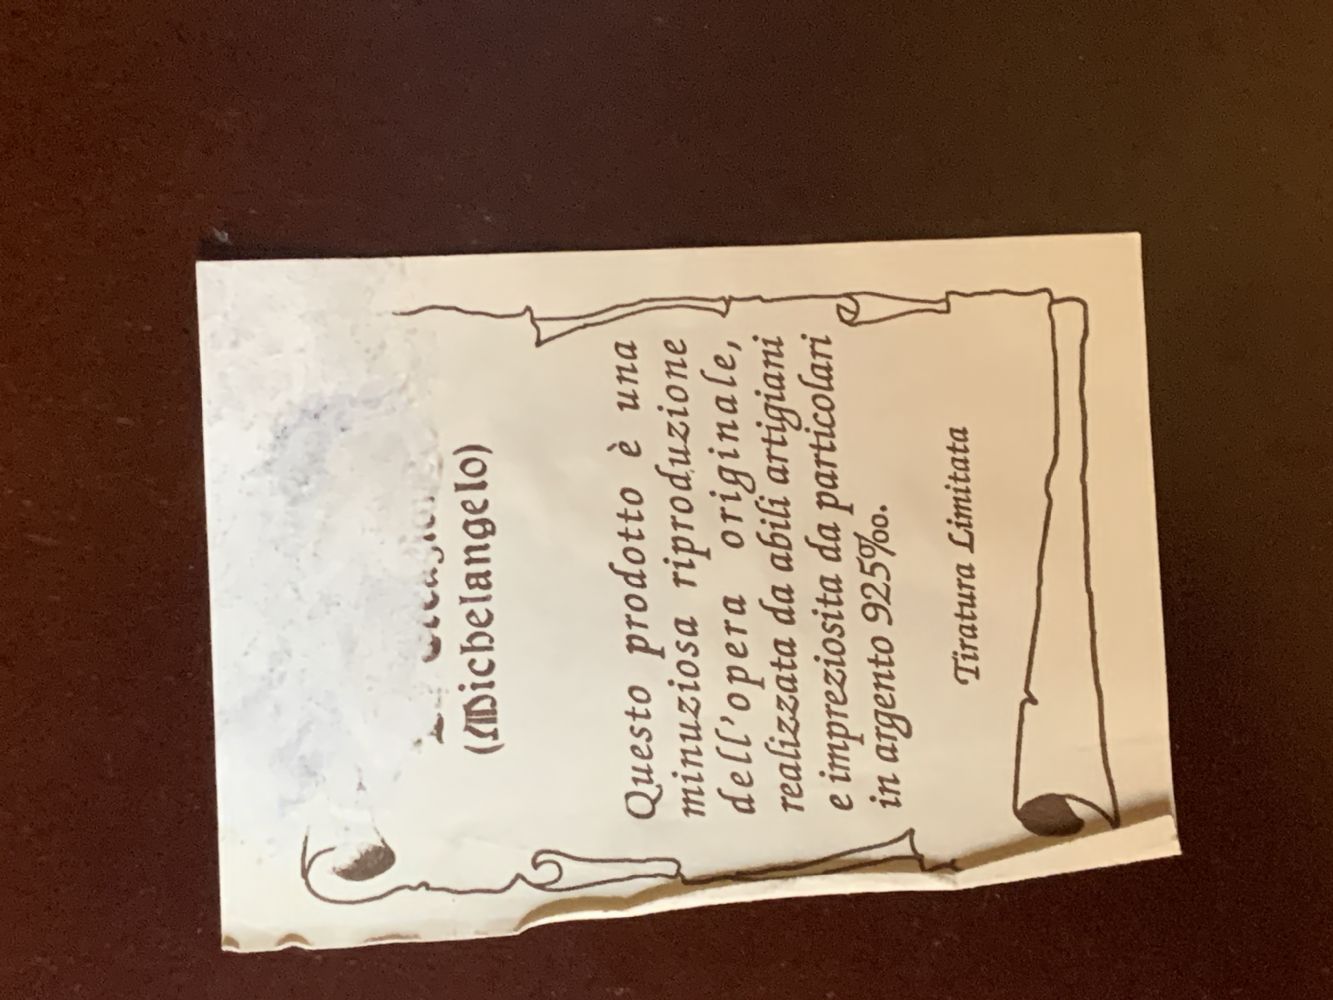 (Michelangelo)
Questo prodotto è una
minuziosa riproduzione
dell'opera originale,
realizzata da abili artigiani
e impreziosita da particolari
in argento 925‰.
Tiratura Limitata